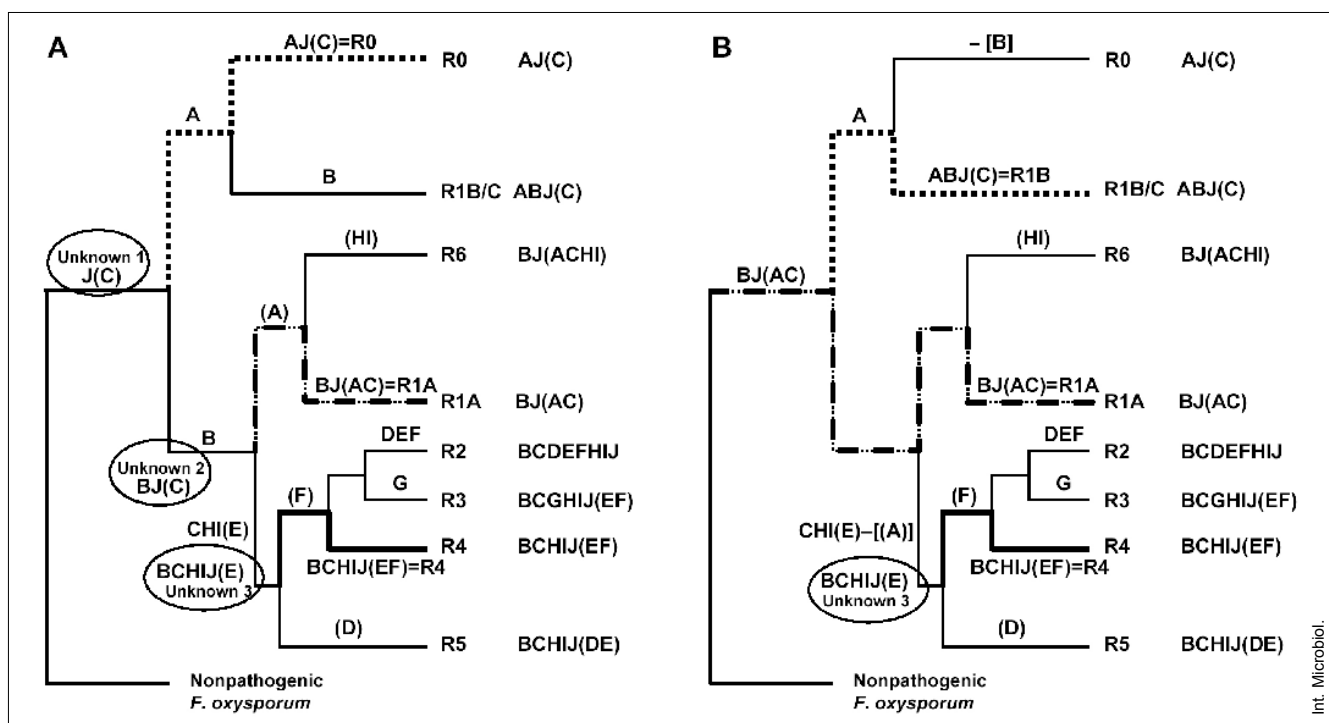 A
AJ(C)=R0
R0 AJ(C)
A
B
R1B/C ABJ(C)
(HI)
R6 BJ(ACHI)
Unknown 1
J(C)
(A)
BJ(AC)=R1A
R1A BJ(AC)
B
Unknown 2
BJ(C)
DEF
R2 BCDEFHIJ
G
R3 BCGHIJ(EF)
(F)
CHI(E)
R4 BCHIJ(EF)
BCHIJ(EF)=R4
BCHIJ(E)
Unknown 3
(D)
R5 BCHIJ(DE)
Nonpathogenic
F. oxysporum
B
– [B]
R0 AJ(C)
A
ABJ(C)=R1B
R1B/C ABJ(C)
(HI)
R6 BJ(ACHI)
BJ(AC)
BJ(AC)=R1A
R1A BJ(AC)
DEF
R2 BCDEFHIJ
G
R3 BCGHIJ(EF)
(F)
CHI(E)–[(A)]
R4 BCHIJ(EF)
BCHIJ(EF)=R4
BCHIJ(E)
Unknown 3
(D)
R5 BCHIJ(DE)
Nonpathogenic
F. oxysporum
Int. Microbiol.